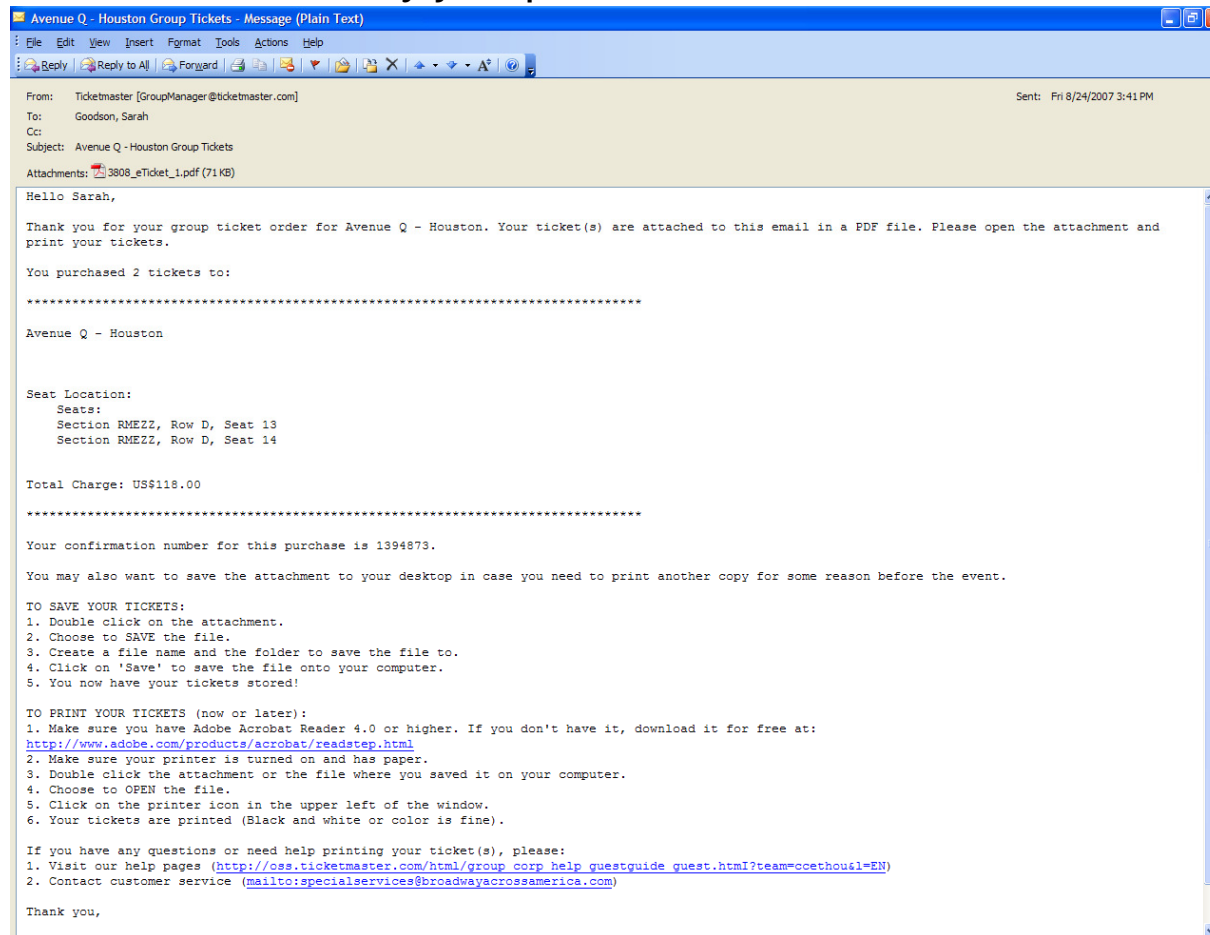 Avenue Q - Houston Group Tickets - Message (Plain Text)
File Edit View Insert Format Tools Actions Help
Reply Reply to All Forward
From: Ticketmaster [GroupManager@ticketmaster.com] Sent: Fri 8/24/2007 3:41 PM
To: Goodson, Sarah
Cc:
Subject: Avenue Q - Houston Group Tickets
Attachments: 3808_eTicket_1.pdf (71 KB)
Hello Sarah,
Thank you for your group ticket order for Avenue Q - Houston. Your ticket(s) are attached to this email in a PDF file. Please open the attachment and
print your tickets.
You purchased 2 tickets to:
*********************************************************************************
Avenue Q - Houston
Seat Location:
Seats:
Section RMEZZ, Row D, Seat 13
Section RMEZZ, Row D, Seat 14
Total Charge: US$118.00
*********************************************************************************
Your confirmation number for this purchase is 1394873.
You may also want to save the attachment to your desktop in case you need to print another copy for some reason before the event.
TO SAVE YOUR TICKETS:
1. Double click on the attachment.
2. Choose to SAVE the file.
3. Create a file name and the folder to save the file to.
4. Click on 'Save' to save the file onto your computer.
5. You now have your tickets stored!
TO PRINT YOUR TICKETS (now or later):
1. Make sure you have Adobe Acrobat Reader 4.0 or higher. If you don't have it, download it for free at:
http://www.adobe.com/products/acrobat/readstep.html
2. Make sure your printer is turned on and has paper.
3. Double click the attachment or the file where you saved it on your computer.
4. Choose to OPEN the file.
5. Click on the printer icon in the upper left of the window.
6. Your tickets are printed (Black and white or color is fine).
If you have any questions or need help printing your ticket(s), please:
1. Visit our help pages (http://oss.ticketmaster.com/html/group_corp_help_guestguide_guest.htmI?team=ccethou&l=EN)
2. Contact customer service (mailto:specialservices@broadwayacrossamerica.com)
Thank you,